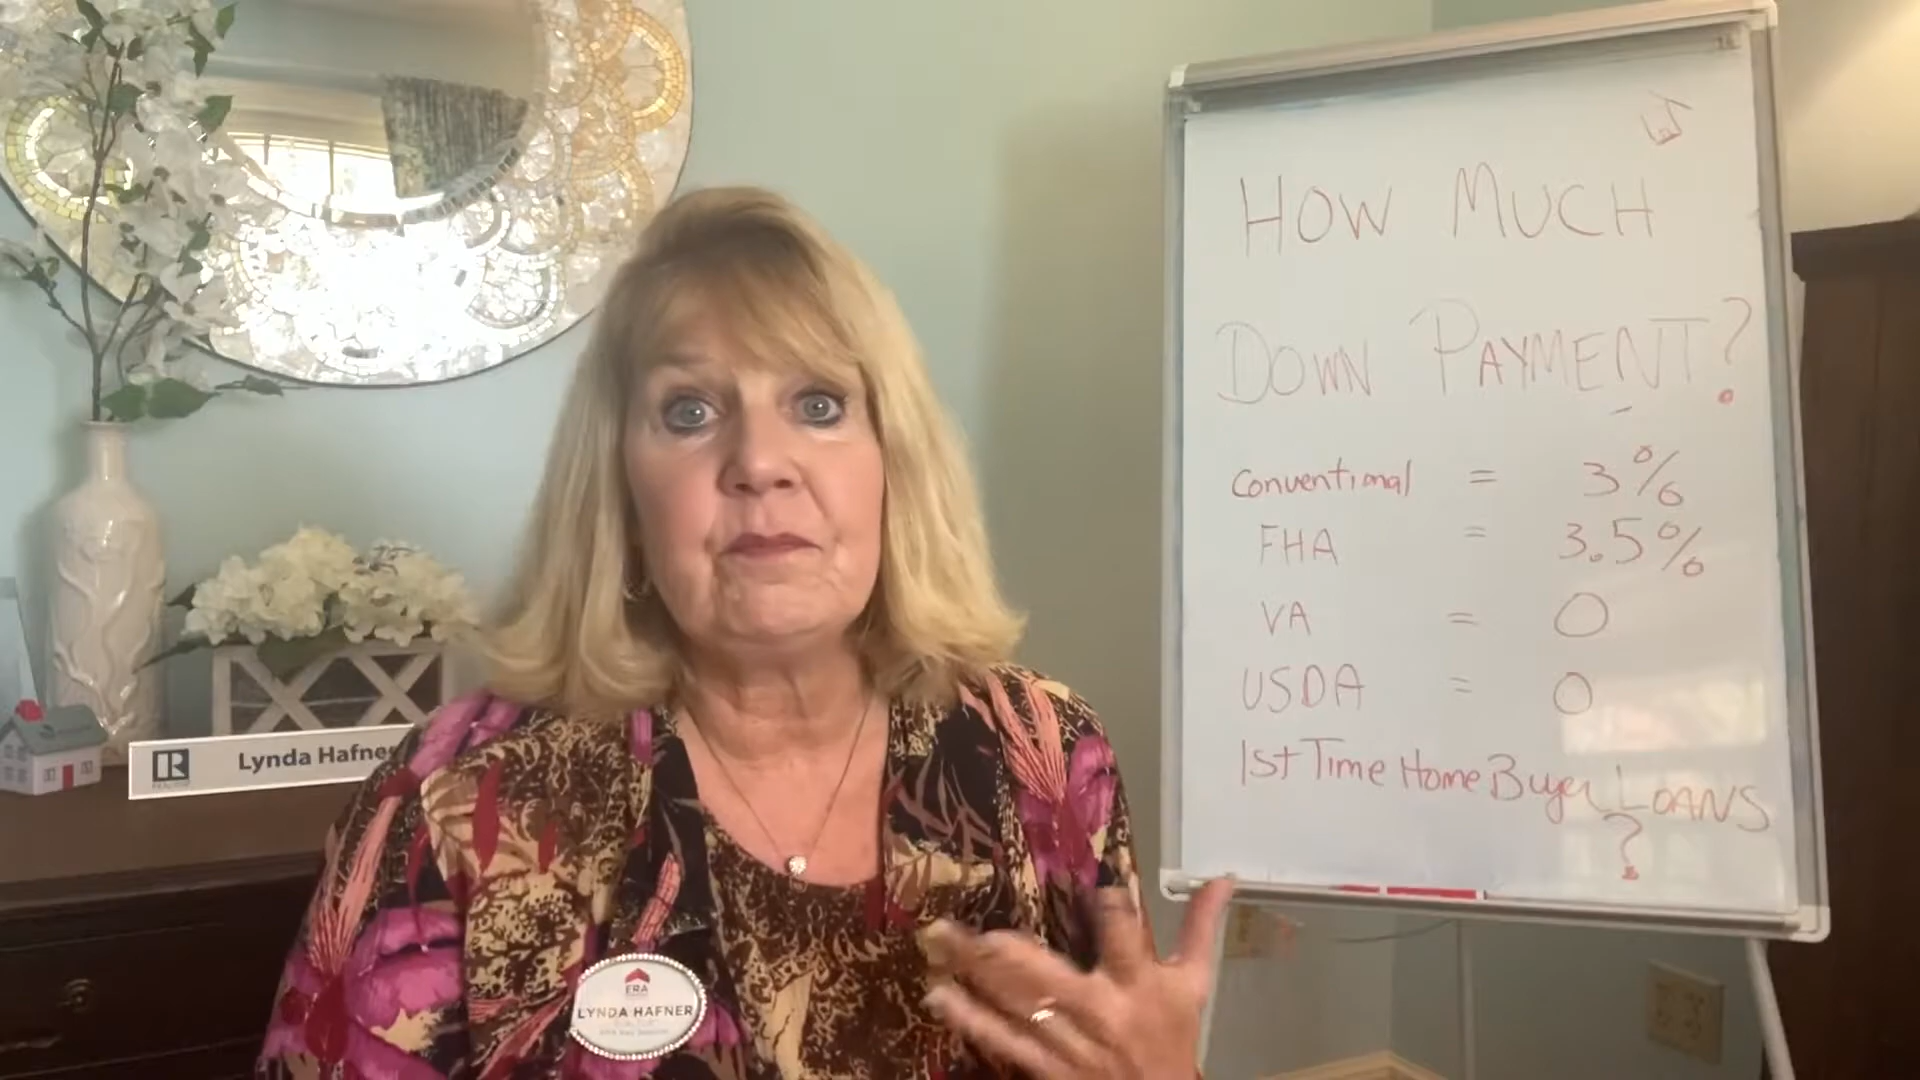 HOW MUCH
DOWN PAYMENT?
Conventional = 3%
FHA = 3.5%
VA = 0
USDA = 0
1st Time Home Buyer LOANS
?
R
Lynda Hafner
ERA
LYNDA HAFNER